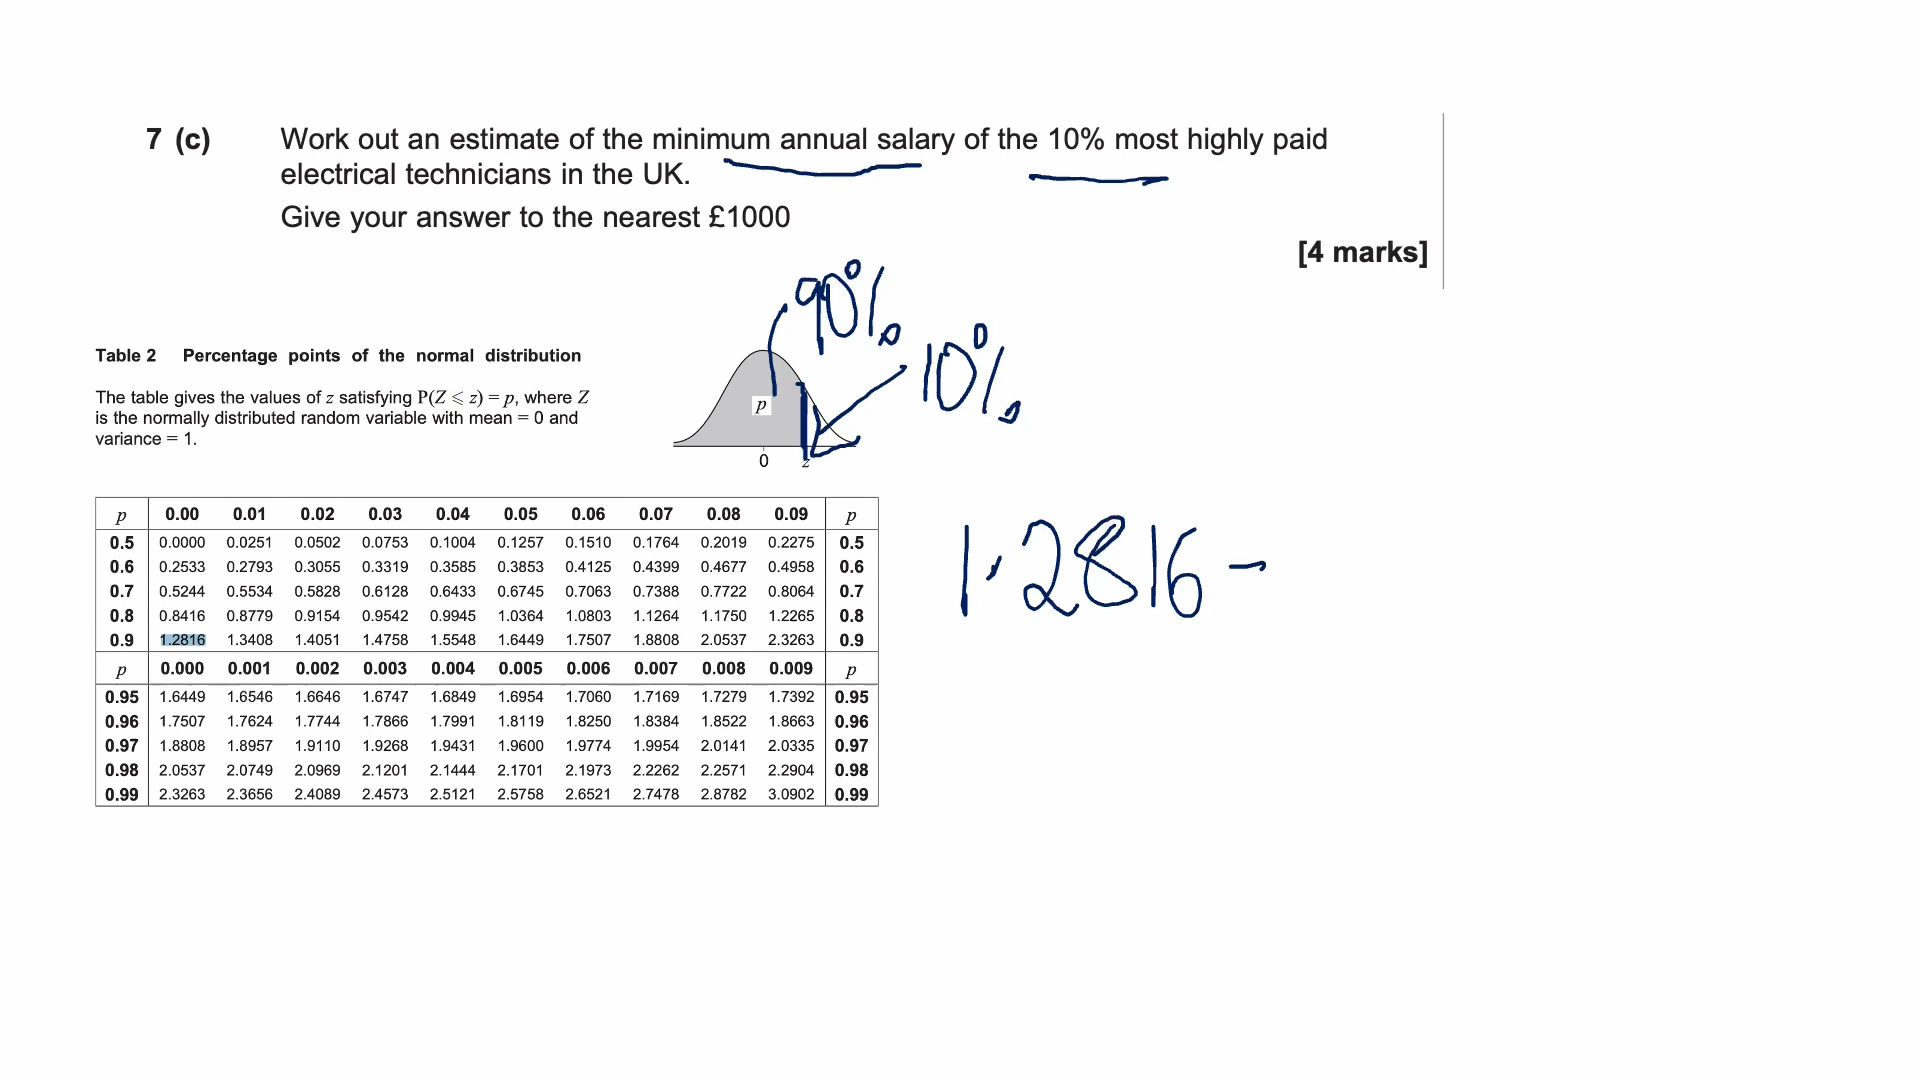 7 (c) Work out an estimate of the minimum annual salary of the 10% most highly paid
electrical technicians in the UK.
Give your answer to the nearest £1000
[4 marks]
90%
10%
Table 2 Percentage points of the normal distribution
The table gives the values of z satisfying P(Z ⩽ z) = p, where Z
is the normally distributed random variable with mean = 0 and
variance = 1.
p
0 z
p 0.00 0.01 0.02 0.03 0.04 0.05 0.06 0.07 0.08 0.09 p
0.5 0.0000 0.0251 0.0502 0.0753 0.1004 0.1257 0.1510 0.1764 0.2019 0.2275 0.5
0.6 0.2533 0.2793 0.3055 0.3319 0.3585 0.3853 0.4125 0.4399 0.4677 0.4958 0.6
0.7 0.5244 0.5534 0.5828 0.6128 0.6433 0.6745 0.7063 0.7388 0.7722 0.8064 0.7
0.8 0.8416 0.8779 0.9154 0.9542 0.9945 1.0364 1.0803 1.1264 1.1750 1.2265 0.8
0.9 1.2816 1.3408 1.4051 1.4758 1.5548 1.6449 1.7507 1.8808 2.0537 2.3263 0.9
p 0.000 0.001 0.002 0.003 0.004 0.005 0.006 0.007 0.008 0.009 p
0.95 1.6449 1.6546 1.6646 1.6747 1.6849 1.6954 1.7060 1.7169 1.7279 1.7392 0.95
0.96 1.7507 1.7624 1.7744 1.7866 1.7991 1.8119 1.8250 1.8384 1.8522 1.8663 0.96
0.97 1.8808 1.8957 1.9110 1.9268 1.9431 1.9600 1.9774 1.9954 2.0141 2.0335 0.97
0.98 2.0537 2.0749 2.0969 2.1201 2.1444 2.1701 2.1973 2.2262 2.2571 2.2904 0.98
0.99 2.3263 2.3656 2.4089 2.4573 2.5121 2.5758 2.6521 2.7478 2.8782 3.0902 0.99
1.2816 -